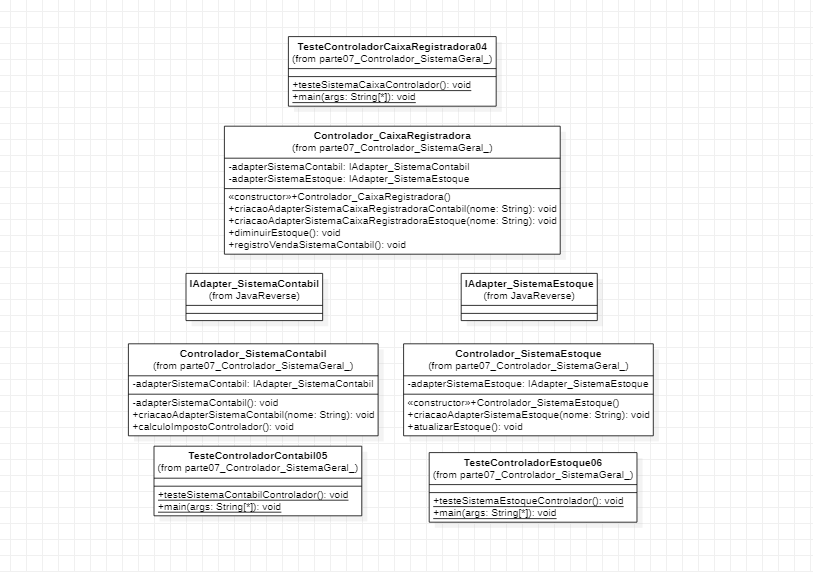 TesteControladorCaixaRegistradora04
(from parte07_Controlador_SistemaGeral_)
+testeSistemaCaixaControlador(): void
+main(args: String[*]): void
Controlador_CaixaRegistradora
(from parte07_Controlador_SistemaGeral_)
-adapterSistemaContabil: IAdapter_SistemaContabil
-adapterSistemaEstoque: IAdapter_SistemaEstoque
«constructor»+Controlador_CaixaRegistradora()
+criacaoAdapterSistemaCaixaRegistradoraContabil(nome: String): void
+criacaoAdapterSistemaCaixaRegistradoraEstoque(nome: String): void
+diminuirEstoque(): void
+registroVendaSistemaContabil(): void
IAdapter_SistemaContabil
(from JavaReverse)
IAdapter_SistemaEstoque
(from JavaReverse)
Controlador_SistemaContabil
(from parte07_Controlador_SistemaGeral_)
-adapterSistemaContabil: IAdapter_SistemaContabil
-adapterSistemaContabil(): void
+criacaoAdapterSistemaContabil(nome: String): void
+calculoImpostoControlador(): void
Controlador_SistemaEstoque
(from parte07_Controlador_SistemaGeral_)
-adapterSistemaEstoque: IAdapter_SistemaEstoque
«constructor»+Controlador_SistemaEstoque()
+criacaoAdapterSistemaEstoque(nome: String): void
+atualizarEstoque(): void
TesteControladorContabil05
(from parte07_Controlador_SistemaGeral_)
+testeSistemaContabilControlador(): void
+main(args: String[*]): void
TesteControladorEstoque06
(from parte07_Controlador_SistemaGeral_)
+testeSistemaEstoqueControlador(): void
+main(args: String[*]): void